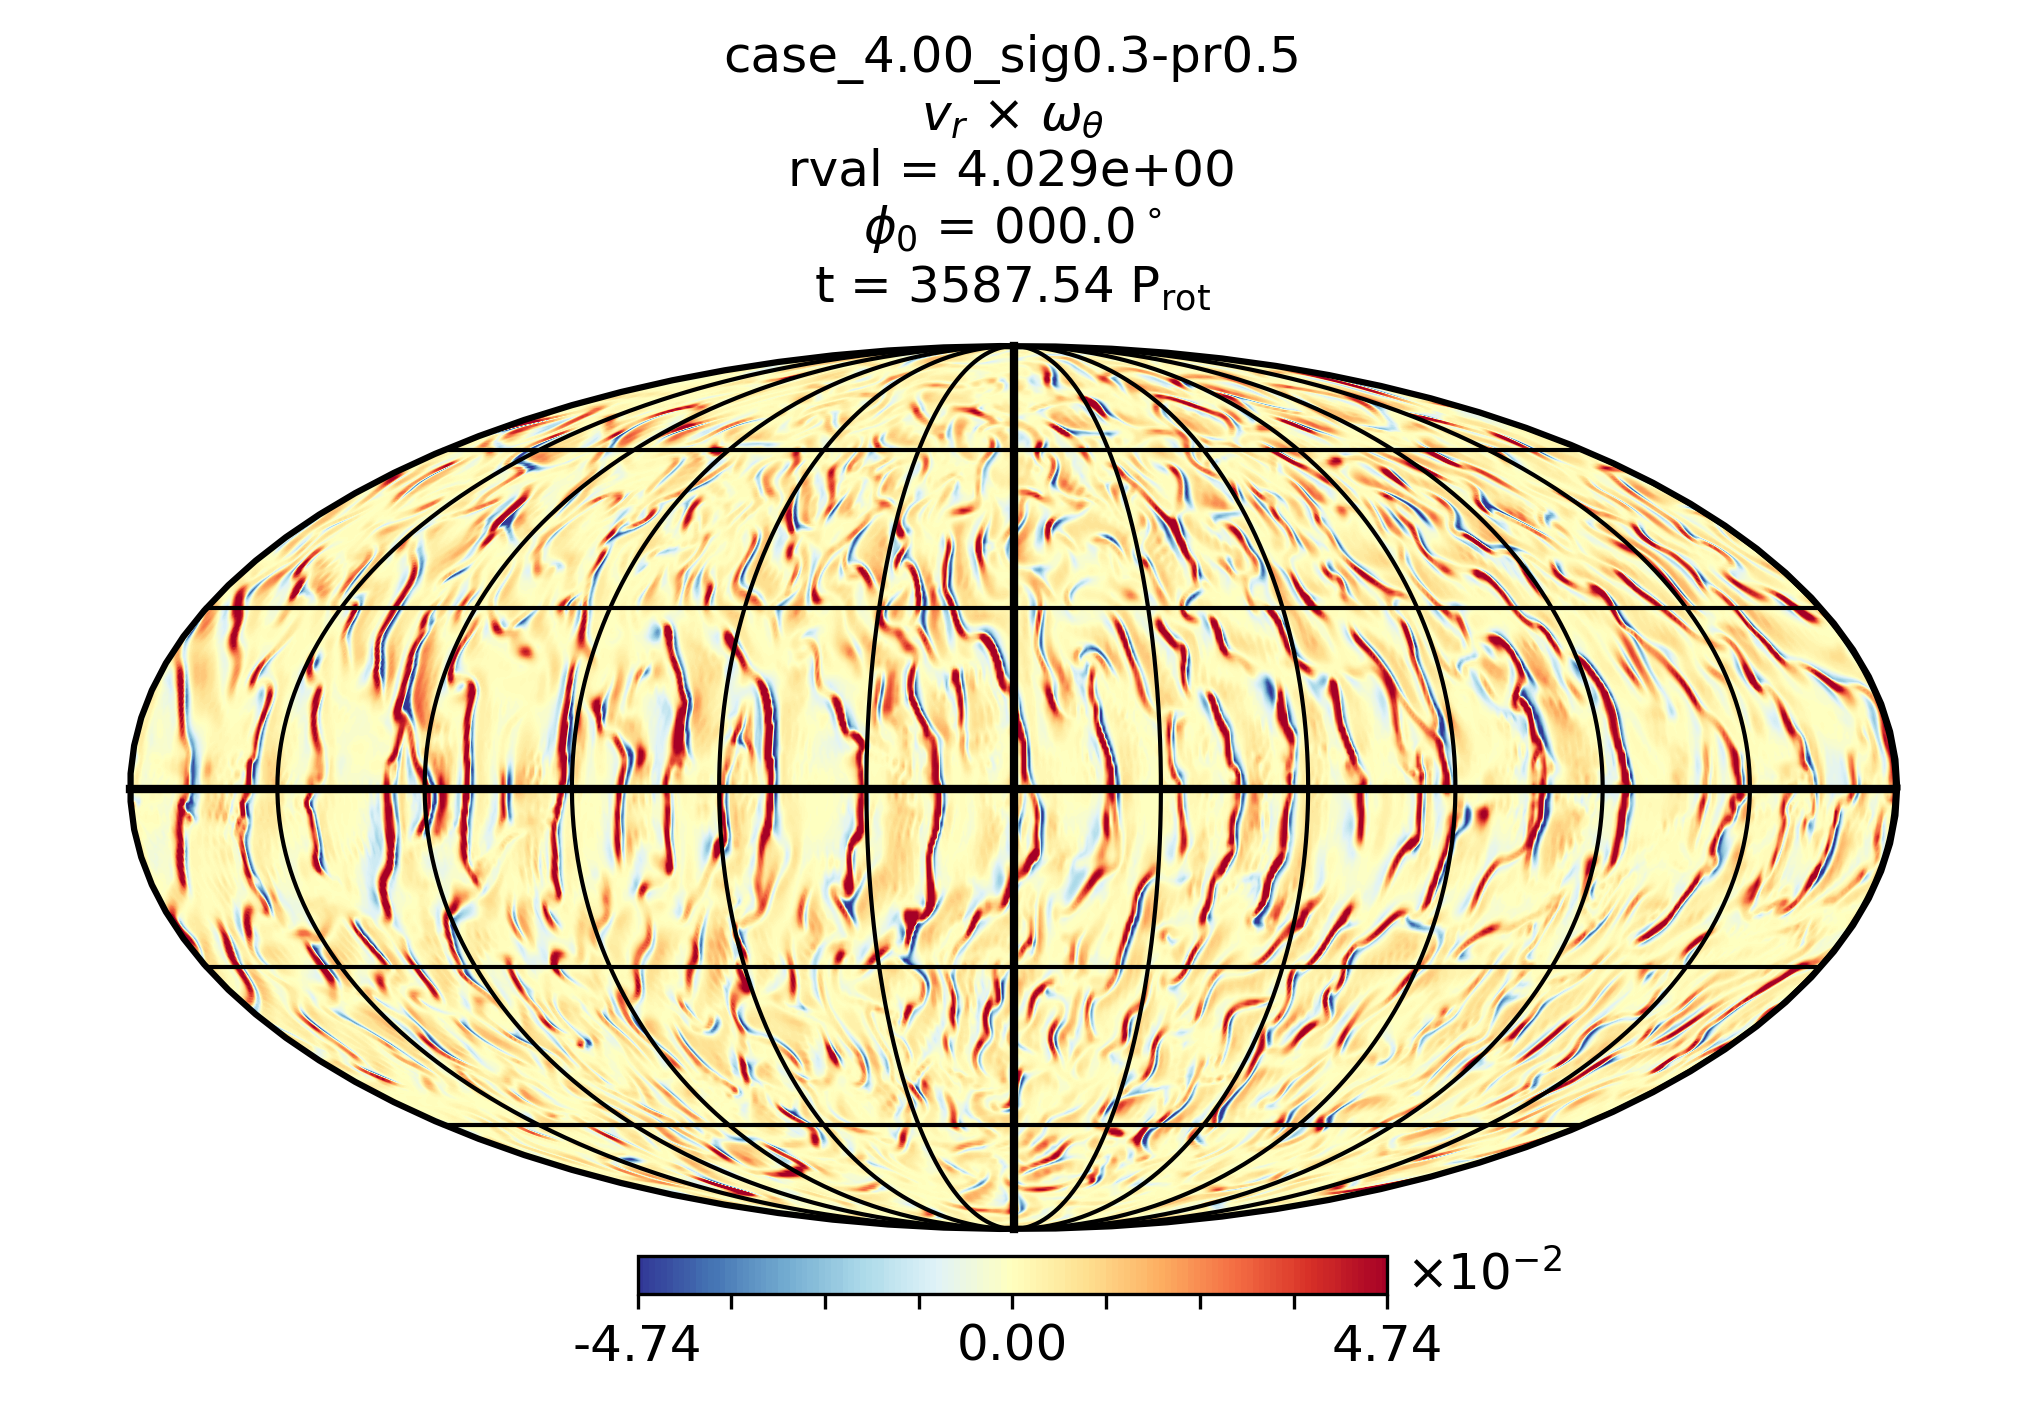 case_4.00_sig0.3-pr0.5
v_r × ω_θ
rval = 4.029e+00
ϕ_0 = 000.0°
t = 3587.54 P_rot
×10^−2
-4.74 0.00 4.74